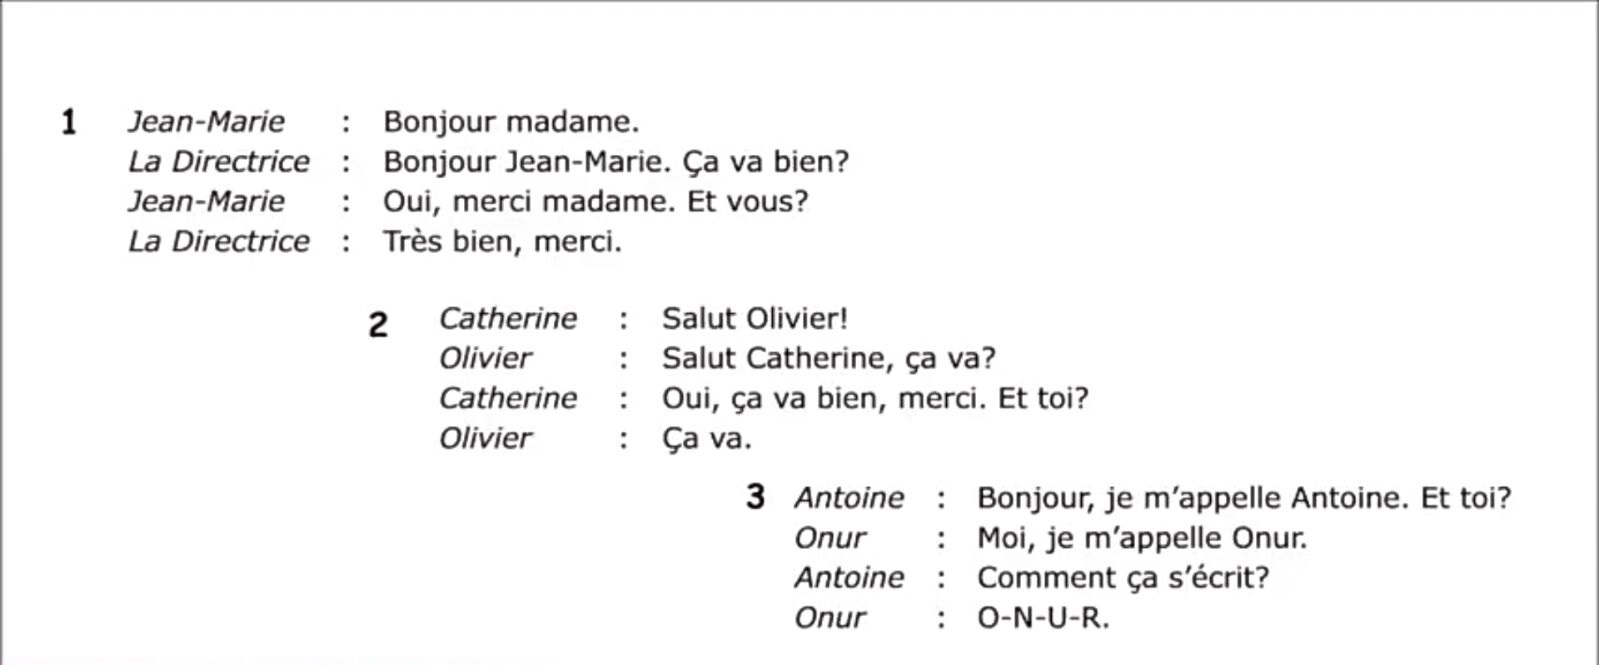 1 Jean-Marie : Bonjour madame.
La Directrice : Bonjour Jean-Marie. Ça va bien?
Jean-Marie : Oui, merci madame. Et vous?
La Directrice : Très bien, merci.
2 Catherine : Salut Olivier!
Olivier : Salut Catherine, ça va?
Catherine : Oui, ça va bien, merci. Et toi?
Olivier : Ça va.
3 Antoine : Bonjour, je m'appelle Antoine. Et toi?
Onur : Moi, je m'appelle Onur.
Antoine : Comment ça s'écrit?
Onur : O-N-U-R.